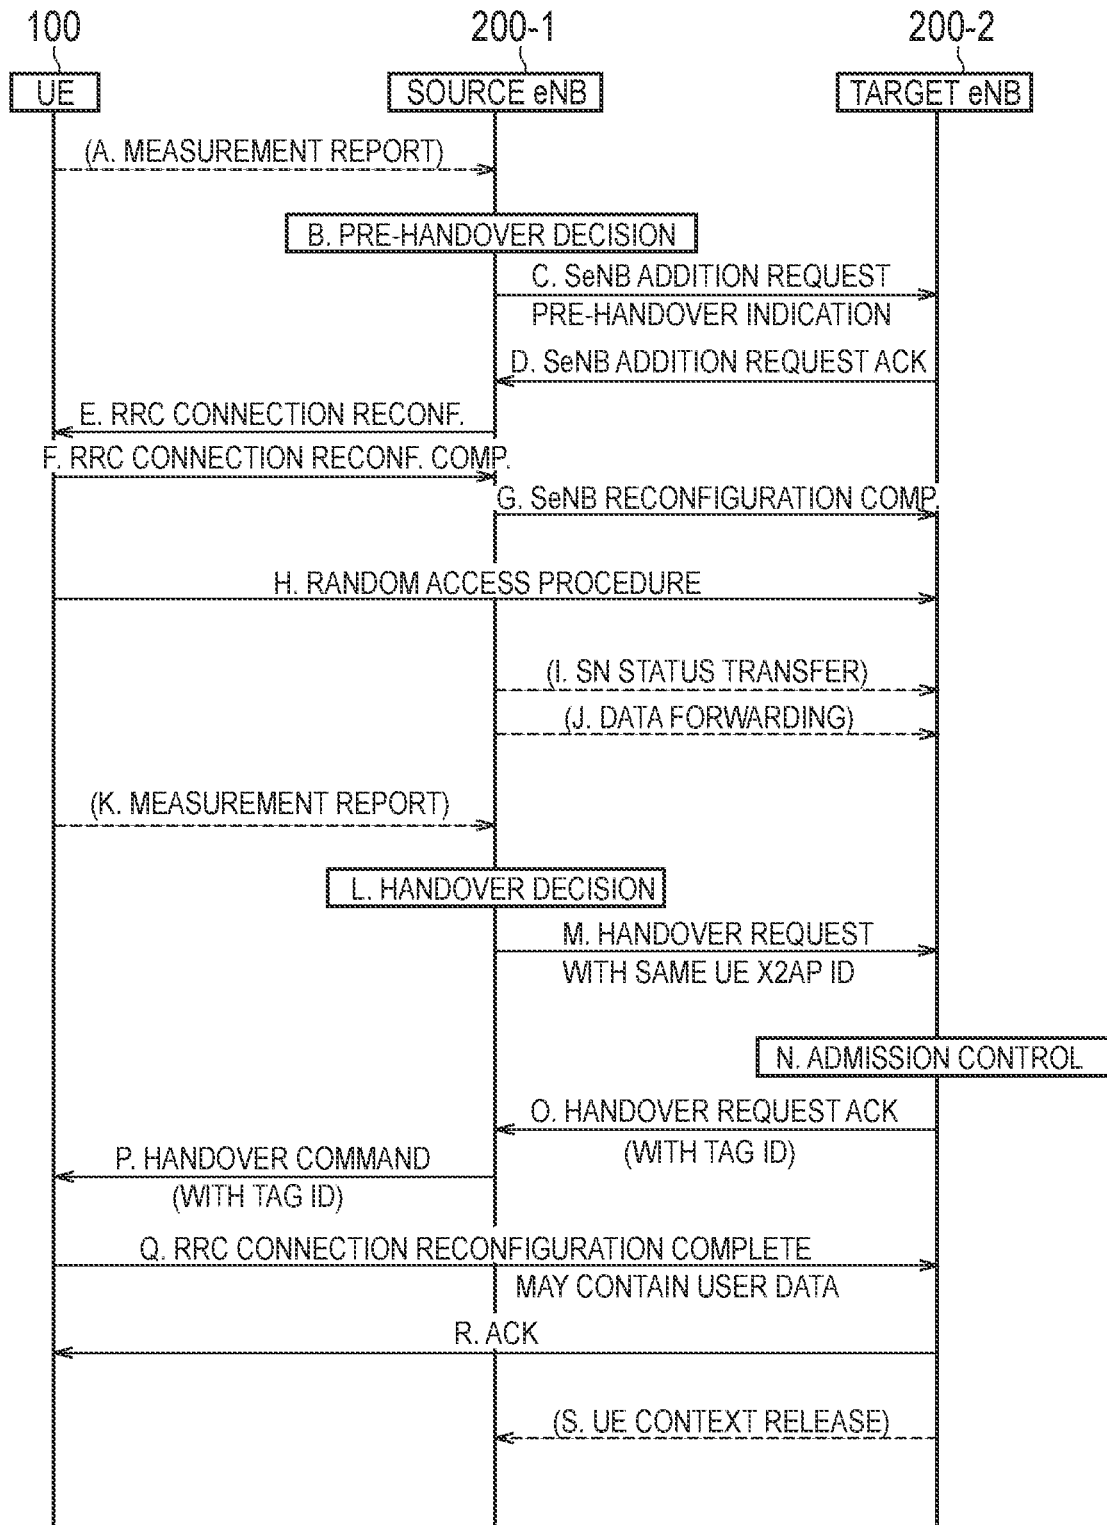 100
200-1
200-2
UE
SOURCE eNB
TARGET eNB
(A. MEASUREMENT REPORT)
B. PRE-HANDOVER DECISION
C. SeNB ADDITION REQUEST
PRE-HANDOVER INDICATION
D. SeNB ADDITION REQUEST ACK
E. RRC CONNECTION RECONF.
F. RRC CONNECTION RECONF. COMP.
G. SeNB RECONFIGURATION COMP.
H. RANDOM ACCESS PROCEDURE
(I. SN STATUS TRANSFER)
(J. DATA FORWARDING)
(K. MEASUREMENT REPORT)
L. HANDOVER DECISION
M. HANDOVER REQUEST
WITH SAME UE X2AP ID
N. ADMISSION CONTROL
O. HANDOVER REQUEST ACK
(WITH TAG ID)
P. HANDOVER COMMAND
(WITH TAG ID)
Q. RRC CONNECTION RECONFIGURATION COMPLETE
MAY CONTAIN USER DATA
R. ACK
(S. UE CONTEXT RELEASE)